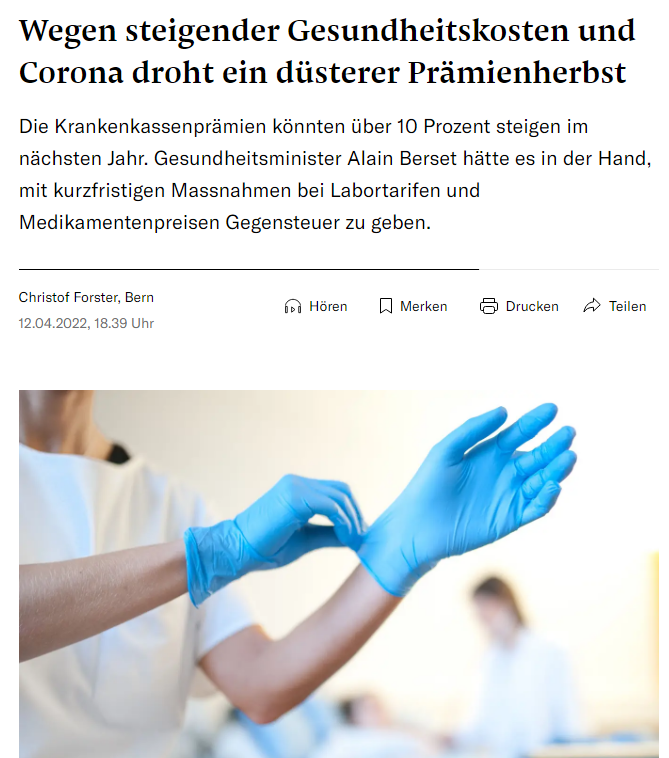 Wegen steigender Gesundheitskosten und
Corona droht ein düsterer Prämienherbst
Die Krankenkassenprämien könnten über 10 Prozent steigen im
nächsten Jahr. Gesundheitsminister Alain Berset hätte es in der Hand,
mit kurzfristigen Massnahmen bei Labortarifen und
Medikamentenpreisen Gegensteuer zu geben.
Christof Forster, Bern
12.04.2022, 18.39 Uhr
Hören Merken Drucken Teilen